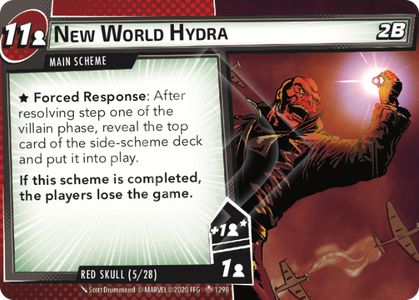 11
NEW WORLD HYDRA
2B
MAIN SCHEME
★ Forced Response: After
resolving step one of the
villain phase, reveal the top
card of the side-scheme deck
and put it into play.
If this scheme is completed,
the players lose the game.
+1★
1
RED SKULL (5/28)
Scott Drummond © MARVEL ©2020 FFG 129B